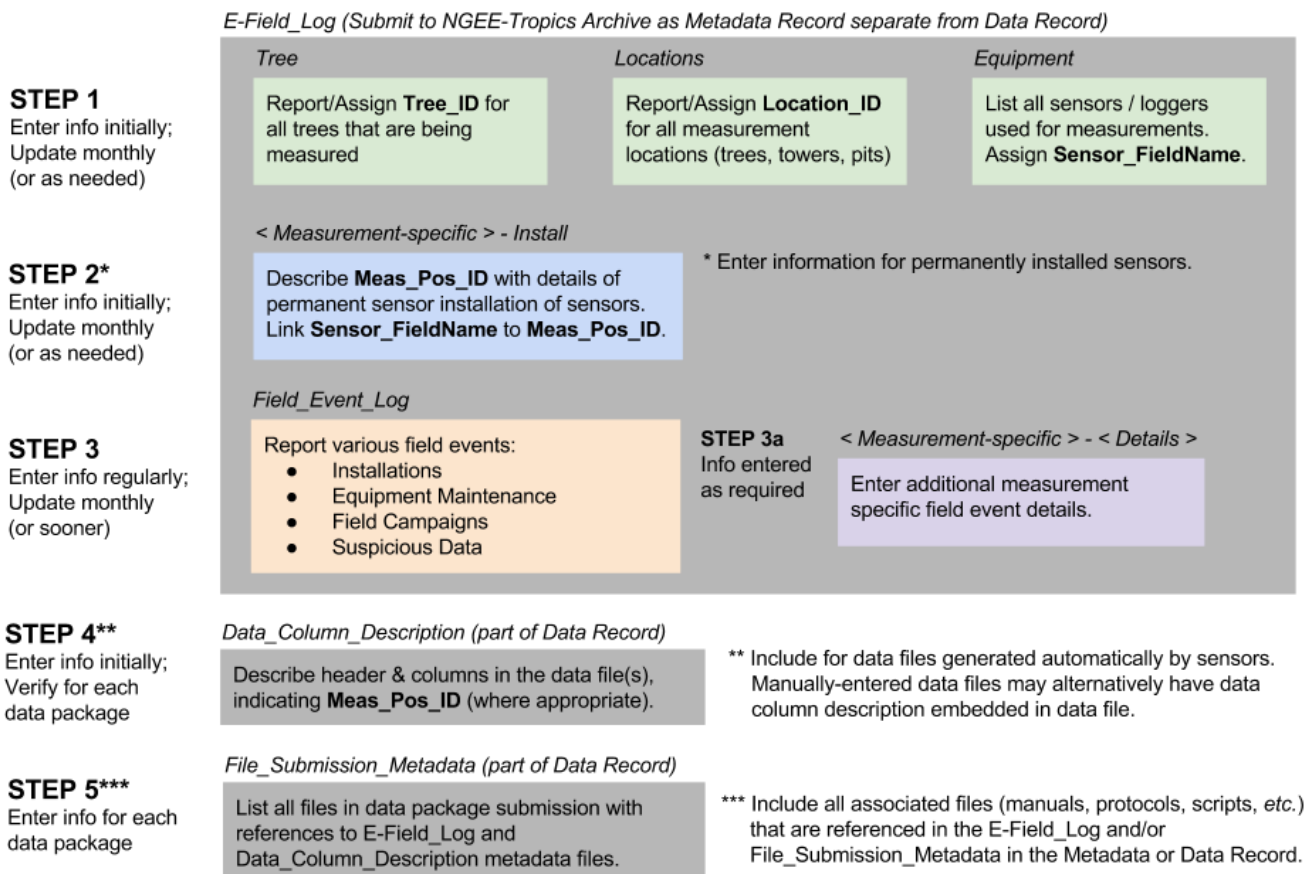 E-Field_Log (Submit to NGEE-Tropics Archive as Metadata Record separate from Data Record)
STEP 1
Enter info initially;
Update monthly
(or as needed)
Tree
Report/Assign Tree_ID for
all trees that are being
measured
Locations
Report/Assign Location_ID
for all measurement
locations (trees, towers, pits)
Equipment
List all sensors / loggers
used for measurements.
Assign Sensor_FieldName.
STEP 2*
Enter info initially;
Update monthly
(or as needed)
< Measurement-specific > - Install
Describe Meas_Pos_ID with details of
permanent sensor installation of sensors.
Link Sensor_FieldName to Meas_Pos_ID.
* Enter information for permanently installed sensors.
STEP 3
Enter info regularly;
Update monthly
(or sooner)
Field_Event_Log
Report various field events:
● Installations
● Equipment Maintenance
● Field Campaigns
● Suspicious Data
STEP 3a
Info entered
as required
< Measurement-specific > - < Details >
Enter additional measurement
specific field event details.
STEP 4**
Enter info initially;
Verify for each
data package
Data_Column_Description (part of Data Record)
Describe header & columns in the data file(s),
indicating Meas_Pos_ID (where appropriate).
** Include for data files generated automatically by sensors.
Manually-entered data files may alternatively have data
column description embedded in data file.
STEP 5***
Enter info for each
data package
File_Submission_Metadata (part of Data Record)
List all files in data package submission with
references to E-Field_Log and
Data_Column_Description metadata files.
*** Include all associated files (manuals, protocols, scripts, etc.)
that are referenced in the E-Field_Log and/or
File_Submission_Metadata in the Metadata or Data Record.